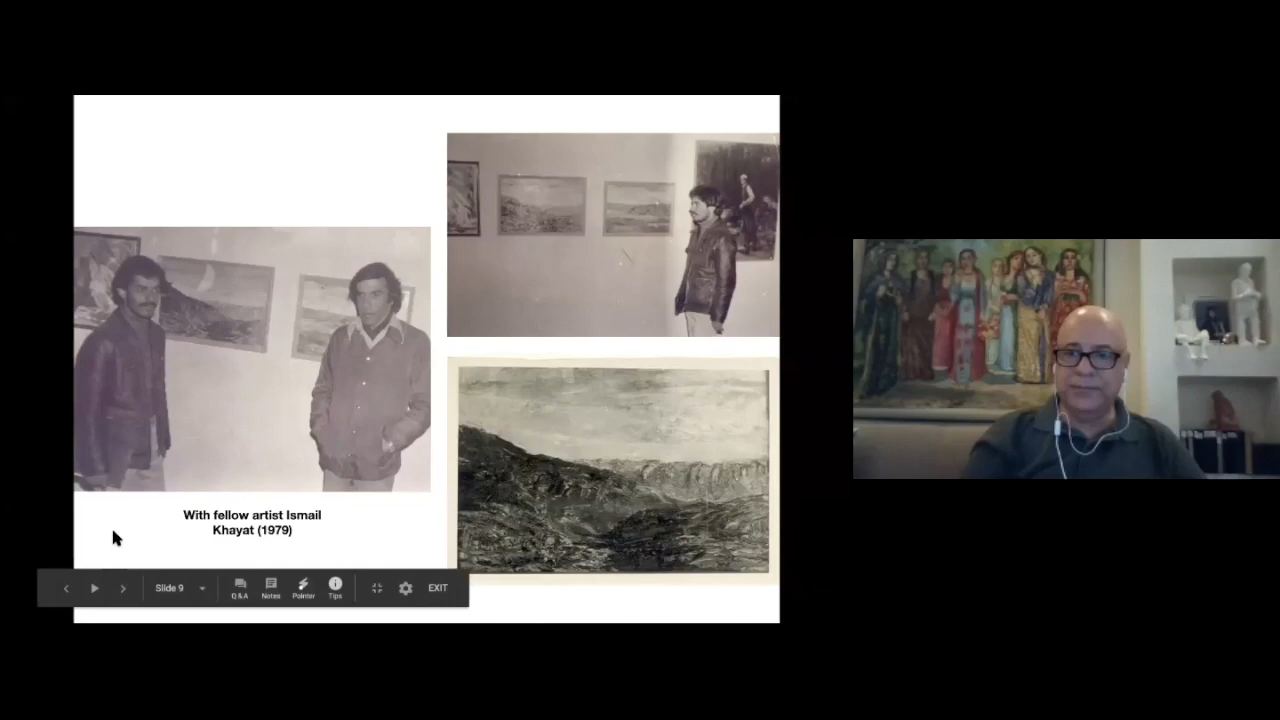 With fellow artist Ismail
Khayat (1979)
Slide 9
Q & A
Notes
Pointer
Tips
EXIT